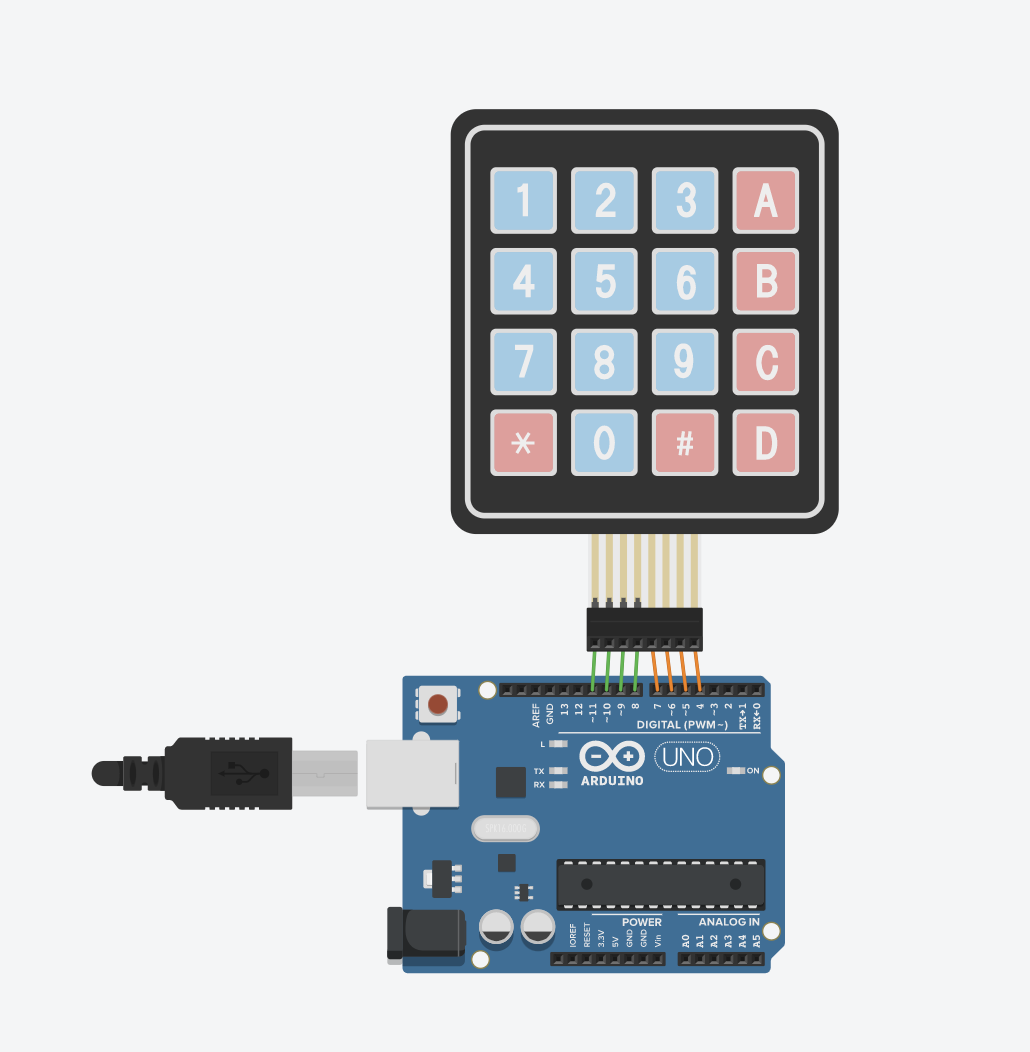 1 2 3 A
4 5 6 B
7 8 9 C
* 0 # D
AREF
GND
13
12
~11
~10
~9
8
7
~6
~5
4
~3
2
TX→1
RX←0
DIGITAL (PWM~)
L
TX
RX
ARDUINO
UNO
ON
POWER
ANALOG IN
IOREF
RESET
3.3V
5V
GND
GND
Vin
A0
A1
A2
A3
A4
A5